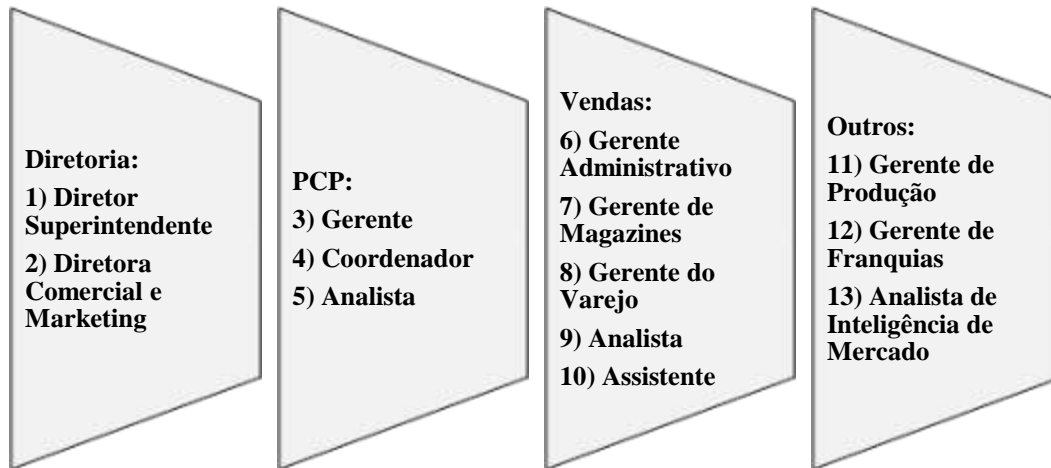 Diretoria:
1) Diretor
Superintendente
2) Diretora
Comercial e
Marketing
PCP:
3) Gerente
4) Coordenador
5) Analista
Vendas:
6) Gerente
Administrativo
7) Gerente de
Magazines
8) Gerente do
Varejo
9) Analista
10) Assistente
Outros:
11) Gerente de
Produção
12) Gerente de
Franquias
13) Analista de
Inteligência de
Mercado